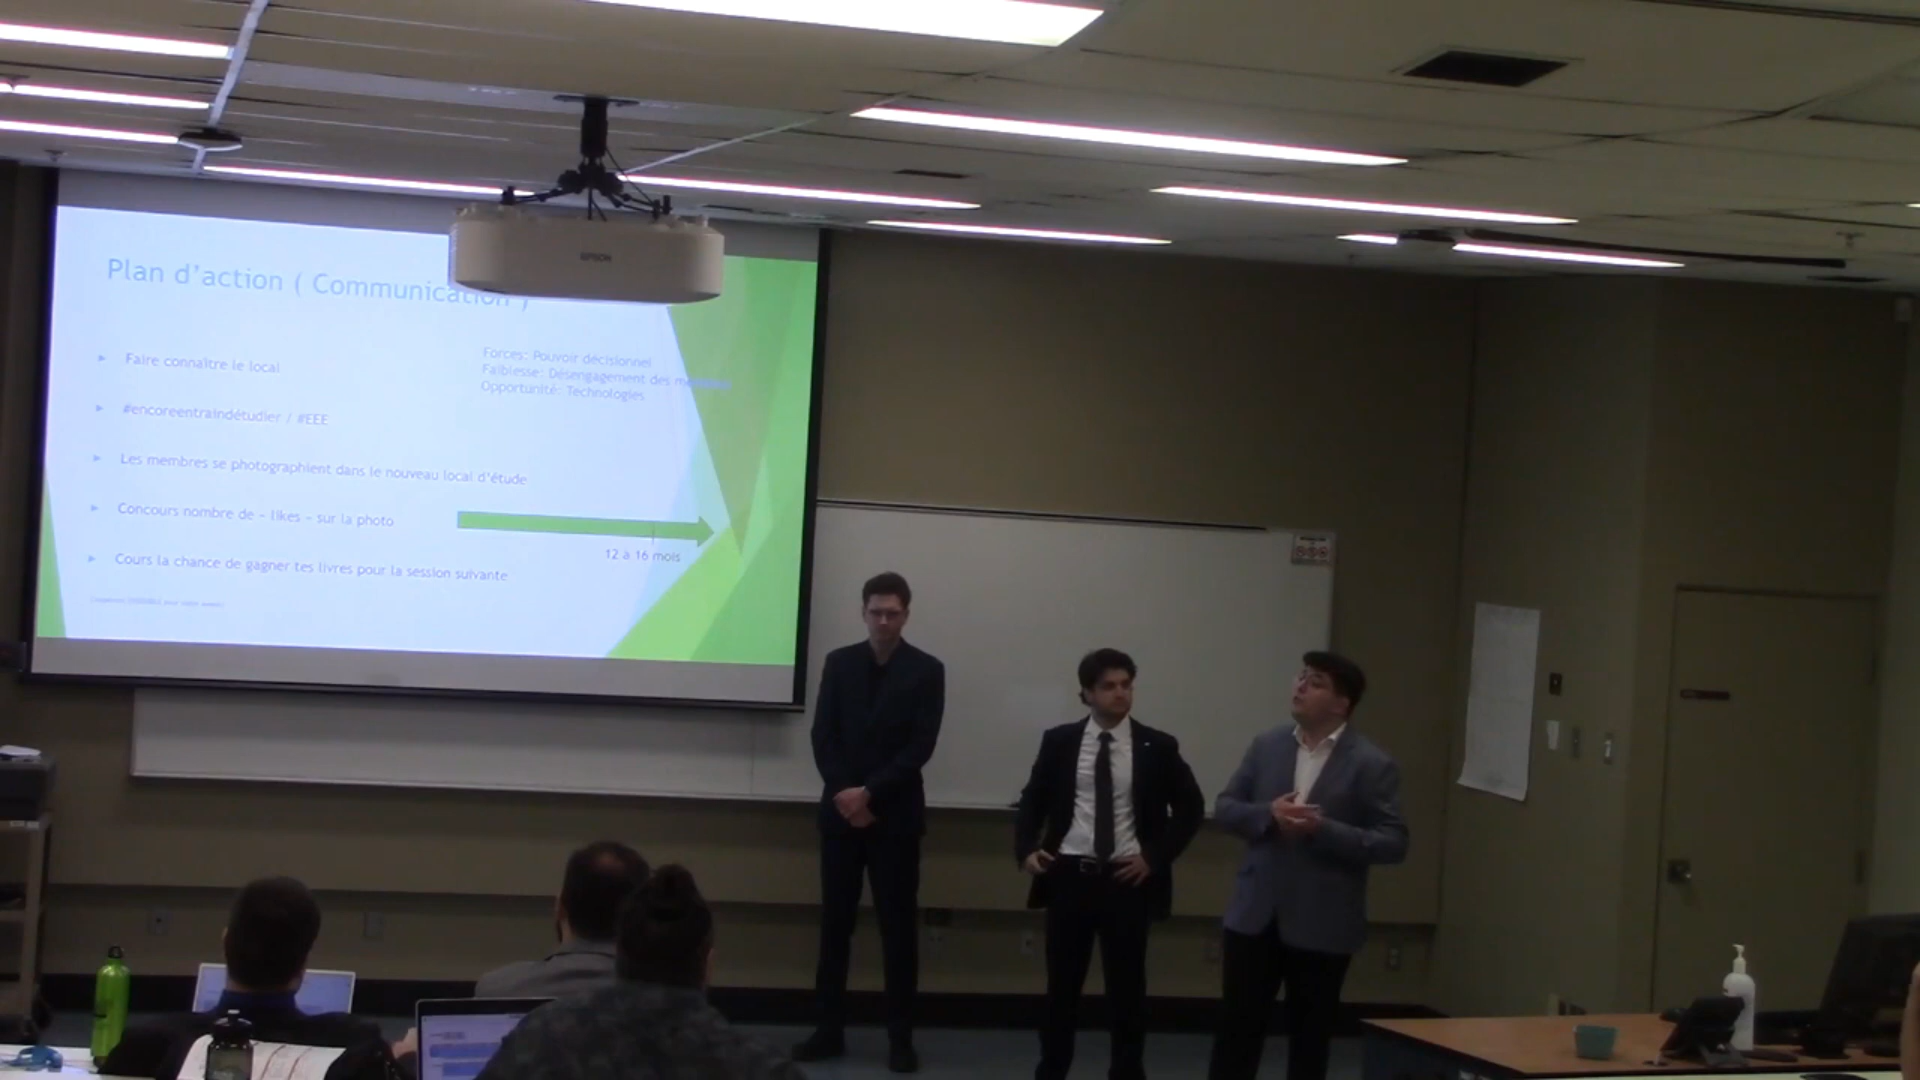 EPSON
Plan d'action ( Communication )
Forces: Pouvoir décisionnel
Faiblesse: Désengagement des
Opportunité: Technologies
Faire connaître le local
#encoreentraindétudier / #EEE
Les membres se photographient dans le nouveau local d'étude
Concours nombre de – likes – sur la photo
12 à 16 mois
Cours la chance de gagner tes livres pour la session suivante